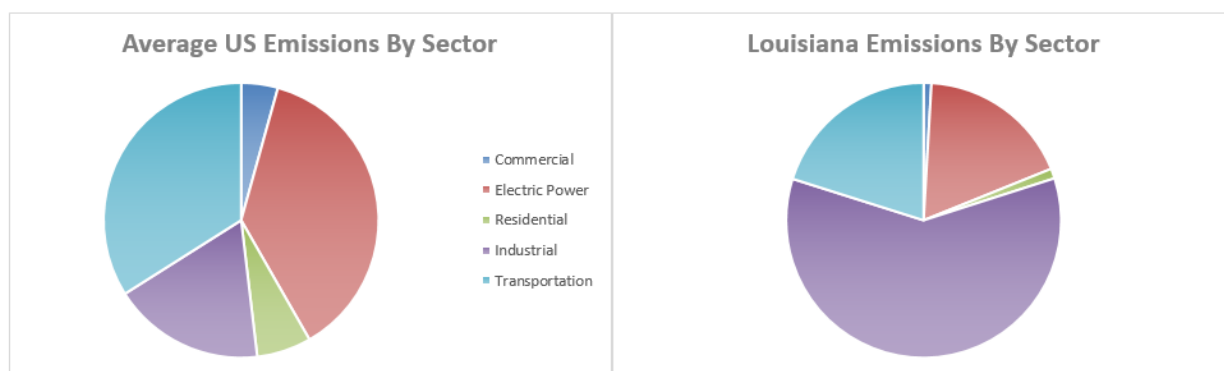 Average US Emissions By Sector
Commercial
Electric Power
Residential
Industrial
Transportation
Louisiana Emissions By Sector